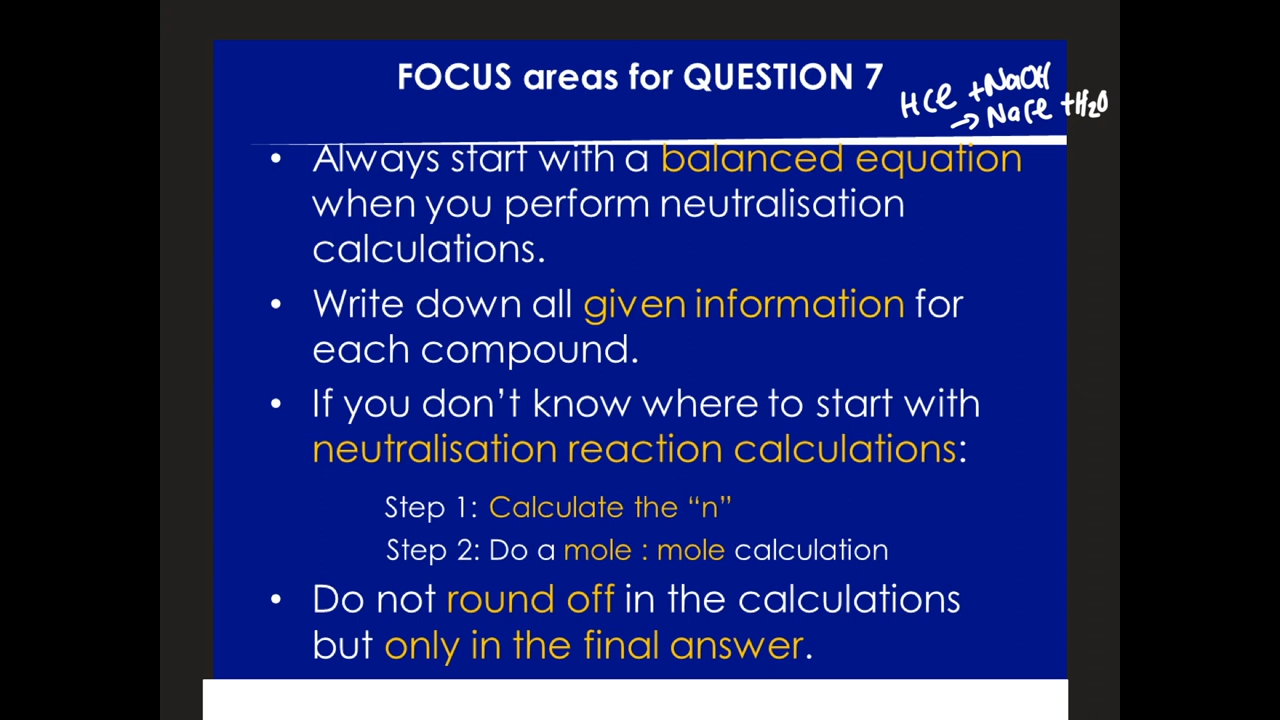 FOCUS areas for QUESTION 7
HCl + NaOH
→ NaCl + H₂O
• Always start with a balanced equation
when you perform neutralisation
calculations.
• Write down all given information for
each compound.
• If you don’t know where to start with
neutralisation reaction calculations:
Step 1: Calculate the “n”
Step 2: Do a mole : mole calculation
• Do not round off in the calculations
but only in the final answer.